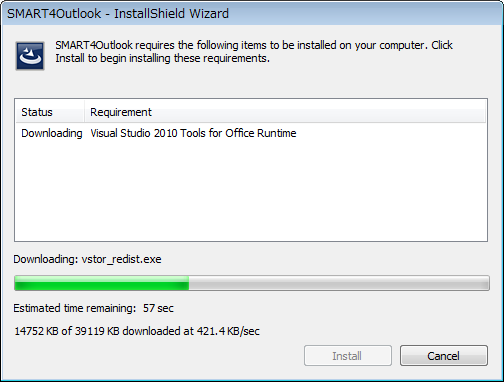 SMART4Outlook - InstallShield Wizard
SMART4Outlook requires the following items to be installed on your computer. Click
Install to begin installing these requirements.
Status Requirement
Downloading Visual Studio 2010 Tools for Office Runtime
Downloading: vstor_redist.exe
Estimated time remaining: 57 sec
14752 KB of 39119 KB downloaded at 421.4 KB/sec
Install Cancel